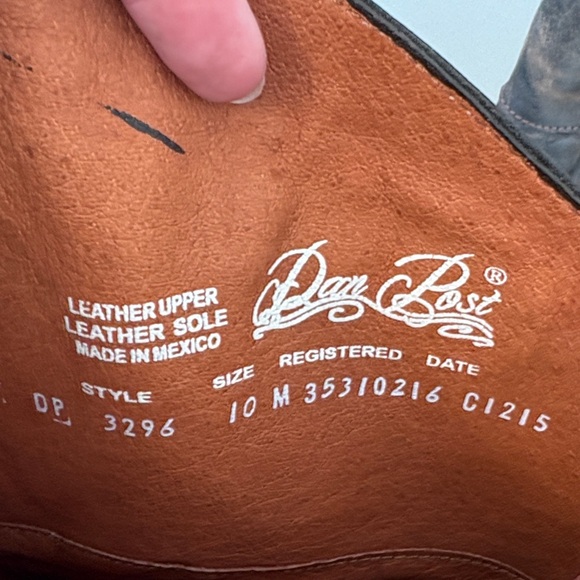 Dan Post®
LEATHER UPPER
LEATHER SOLE
MADE IN MEXICO
STYLE SIZE REGISTERED DATE
DP 3296 10 M 35310216 C1215